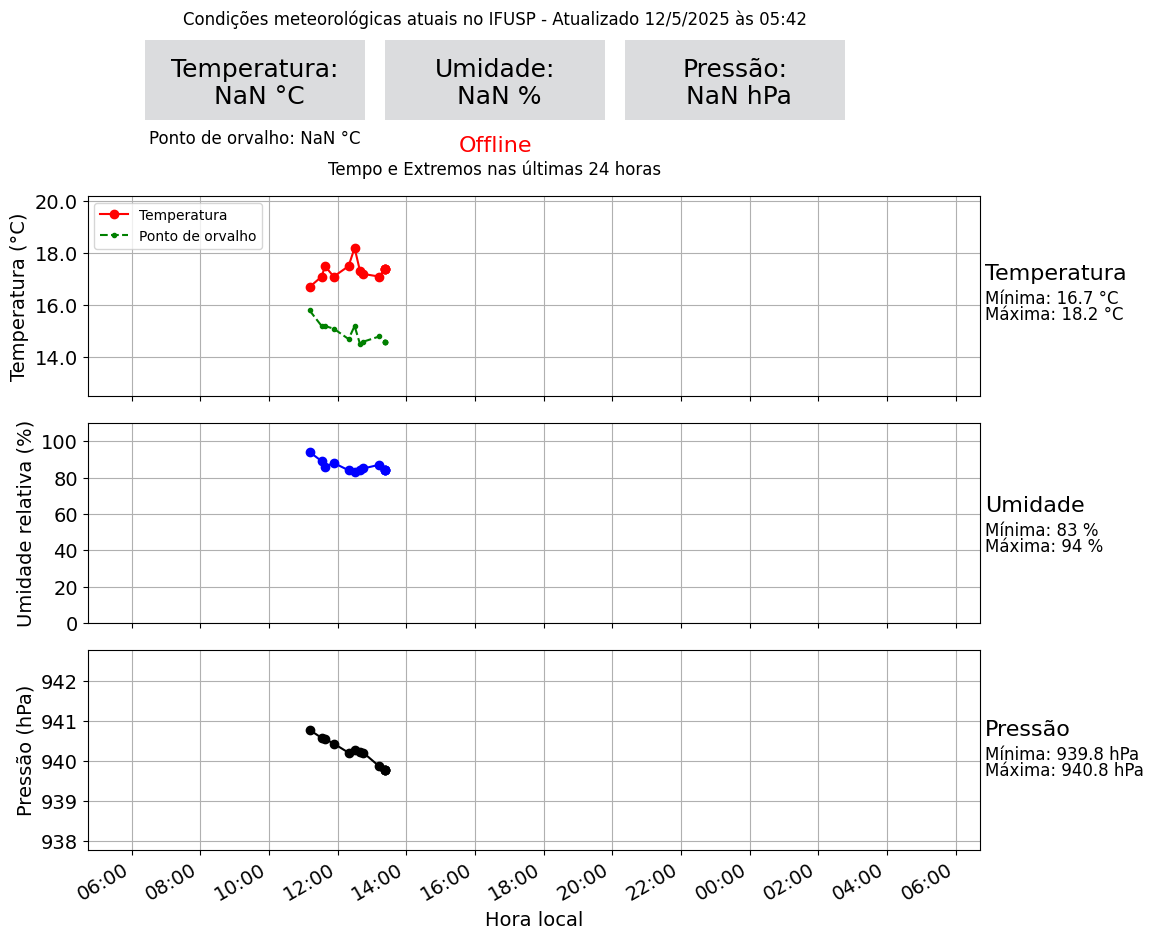 Condições meteorológicas atuais no IFUSP - Atualizado 12/5/2025 às 05:42
Temperatura:
NaN °C
Umidade:
NaN %
Pressão:
NaN hPa
Ponto de orvalho: NaN °C
Offline
Tempo e Extremos nas últimas 24 horas
Temperatura (°C)
20.0
18.0
16.0
14.0
Temperatura
Ponto de orvalho
Temperatura
Mínima: 16.7 °C
Máxima: 18.2 °C
Umidade relativa (%)
100
80
60
40
20
0
Umidade
Mínima: 83 %
Máxima: 94 %
Pressão (hPa)
942
941
940
939
938
Pressão
Mínima: 939.8 hPa
Máxima: 940.8 hPa
06:00 08:00 10:00 12:00 14:00 16:00 18:00 20:00 22:00 00:00 02:00 04:00 06:00
Hora local